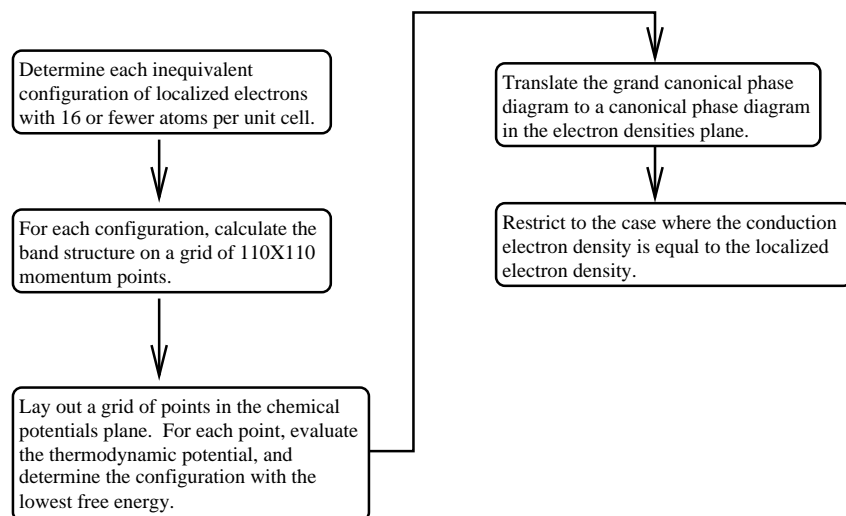 Determine each inequivalent
configuration of localized electrons
with 16 or fewer atoms per unit cell.
For each configuration, calculate the
band structure on a grid of 110X110
momentum points.
Lay out a grid of points in the chemical
potentials plane.  For each point, evaluate
the thermodynamic potential, and
determine the configuration with the
lowest free energy.
Translate the grand canonical phase
diagram to a canonical phase diagram
in the electron densities plane.
Restrict to the case where the conduction
electron density is equal to the localized
electron density.